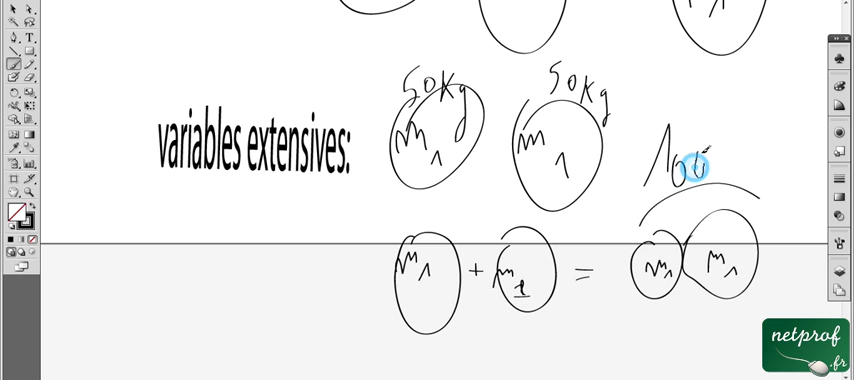 50Kg 50Kg
variables extensives: m1 m1
100
m1 + m1 = m1 m1
netprof
.fr